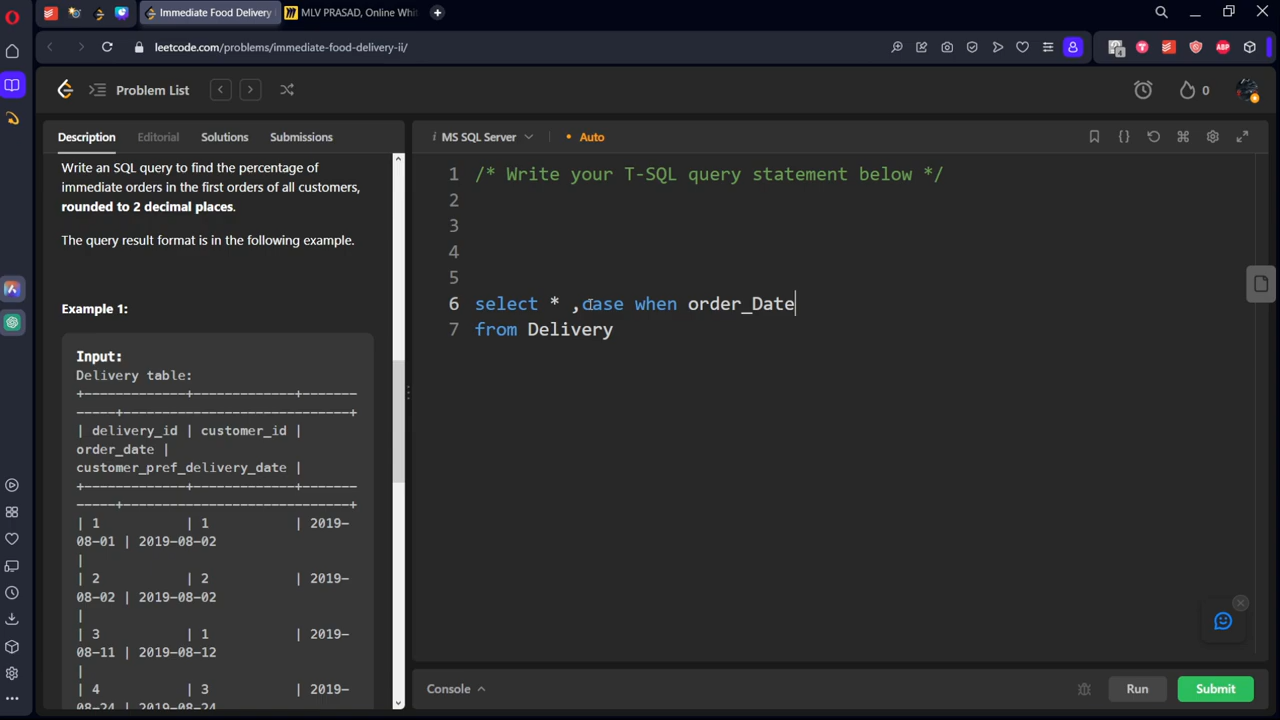 Immediate Food Delivery
MLV PRASAD, Online Whit
leetcode.com/problems/immediate-food-delivery-ii/
Problem List
0
Description
Editorial
Solutions
Submissions
Write an SQL query to find the percentage of
immediate orders in the first orders of all customers,
rounded to 2 decimal places.
The query result format is in the following example.
Example 1:
Input:
Delivery table:
+-------------+-------------+-------
-----+-----------------------------+
| delivery_id | customer_id |
order_date |
customer_pref_delivery_date |
+-------------+-------------+-------
-----+-----------------------------+
| 1 | 1 | 2019-
08-01 | 2019-08-02
|
| 2 | 2 | 2019-
08-02 | 2019-08-02
|
| 3 | 1 | 2019-
08-11 | 2019-08-12
|
| 4 | 3 | 2019-
08-24 | 2019-08-24
i MS SQL Server
• Auto
1 /* Write your T-SQL query statement below */
2
3
4
5
6 select * ,case when order_Date
7 from Delivery
Console
Run
Submit